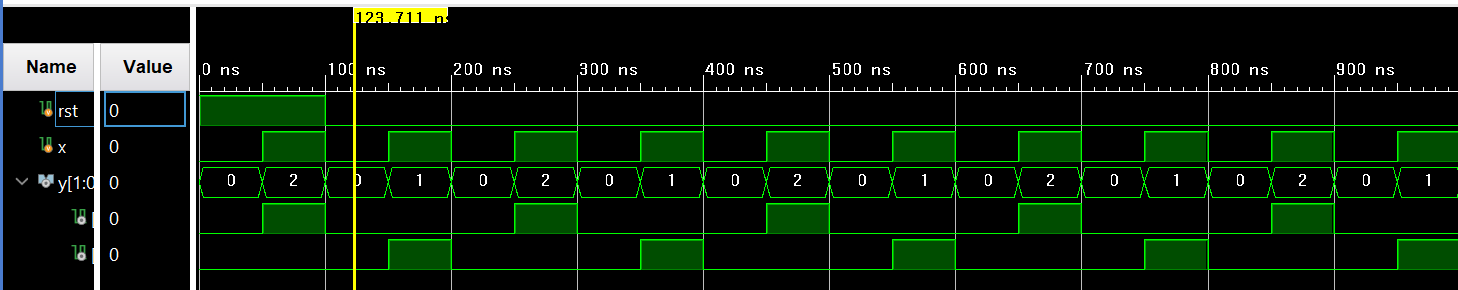 123.711 ns
Name Value
0 ns 100 ns 200 ns 300 ns 400 ns 500 ns 600 ns 700 ns 800 ns 900 ns
rst 0
x 0
y[1:0 0 0 2 0 1 0 2 0 1 0 2 0 1 0 2 0 1 0 2 0 1
[ 0
[ 0